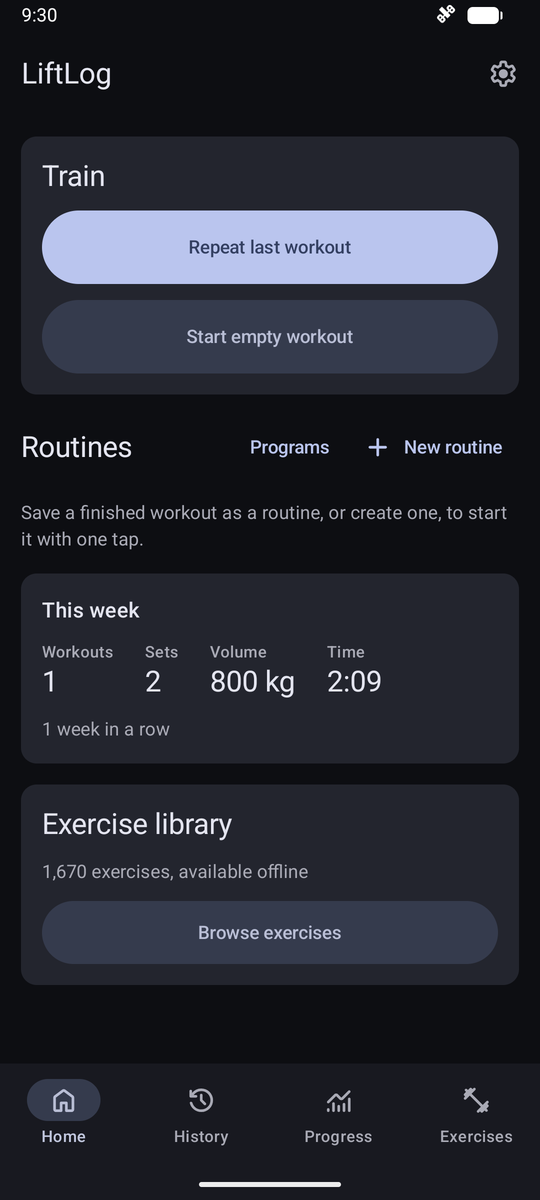 9:30
LiftLog
Train
Repeat last workout
Start empty workout
Routines
Programs
New routine
Save a finished workout as a routine, or create one, to start
it with one tap.
This week
Workouts Sets Volume Time
1 2 800 kg 2:09
1 week in a row
Exercise library
1,670 exercises, available offline
Browse exercises
Home History Progress Exercises